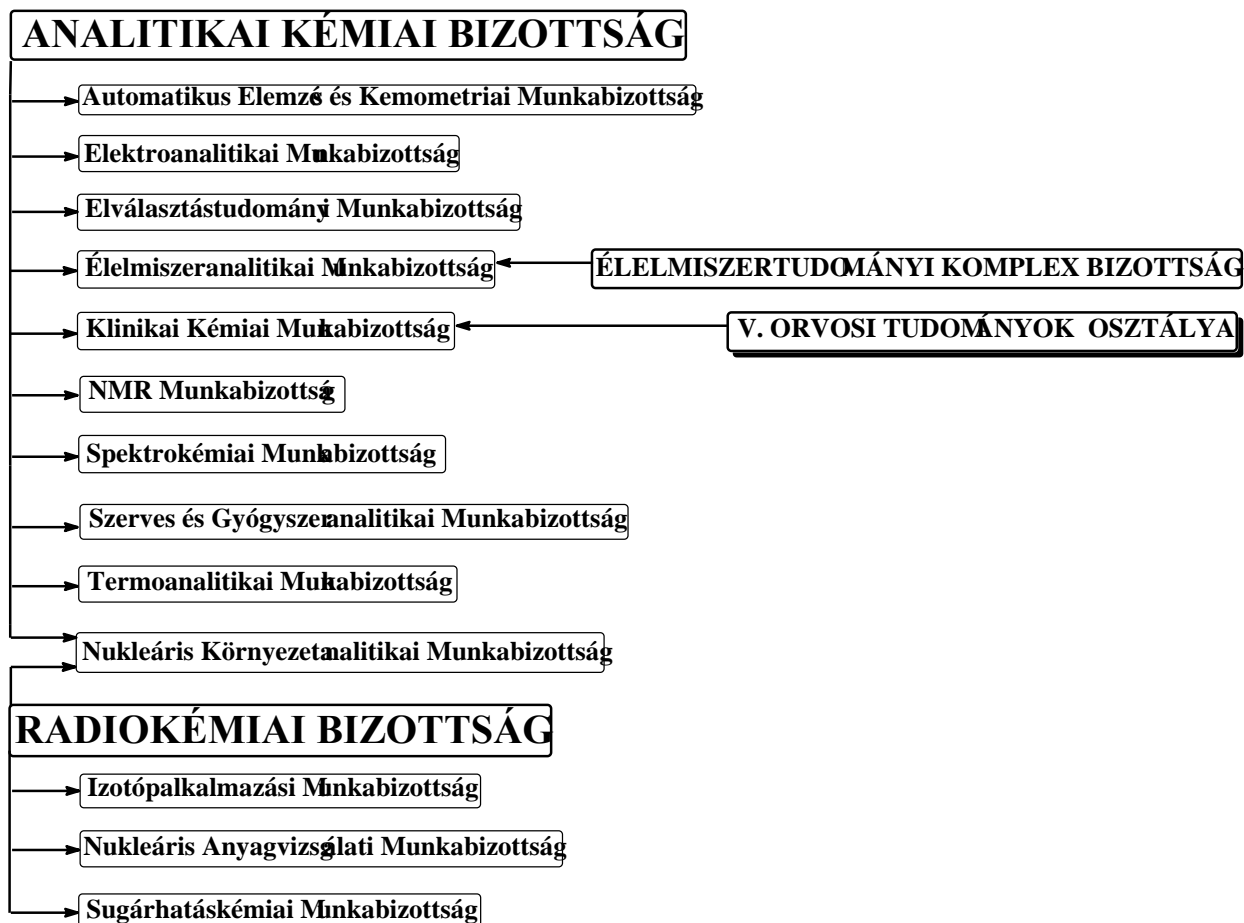 ANALITIKAI KÉMIAI BIZOTTSÁG
Automatikus Elemző és Kemometriai Munkabizottság
Elektroanalitikai Munkabizottság
Elválasztástudományi Munkabizottság
Élelmiszeranalitikai Munkabizottság
ÉLELMISZERTUDOMÁNYI KOMPLEX BIZOTTSÁG
Klinikai Kémiai Munkabizottság
V. ORVOSI TUDOMÁNYOK OSZTÁLYA
NMR Munkabizottság
Spektrokémiai Munkabizottság
Szerves és Gyógyszeranalitikai Munkabizottság
Termoanalitikai Munkabizottság
Nukleáris Környezetanalitikai Munkabizottság
RADIOKÉMIAI BIZOTTSÁG
Izotópalkalmazási Munkabizottság
Nukleáris Anyagvizsgálati Munkabizottság
Sugárhatáskémiai Munkabizottság